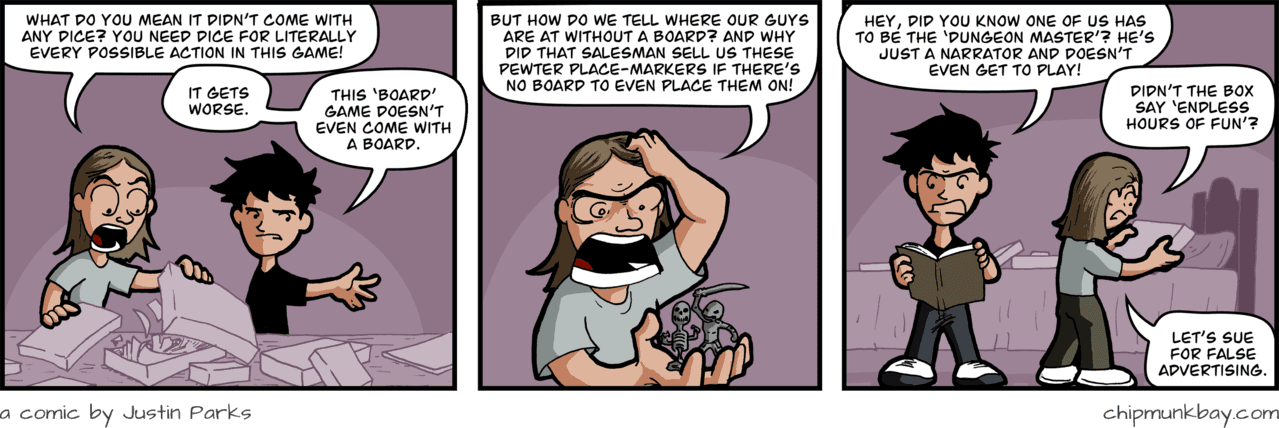 WHAT DO YOU MEAN IT DIDN'T COME WITH
ANY DICE? YOU NEED DICE FOR LITERALLY
EVERY POSSIBLE ACTION IN THIS GAME!
IT GETS
WORSE.
THIS 'BOARD'
GAME DOESN'T
EVEN COME WITH
A BOARD.
BUT HOW DO WE TELL WHERE OUR GUYS
ARE AT WITHOUT A BOARD? AND WHY
DID THAT SALESMAN SELL US THESE
PEWTER PLACE-MARKERS IF THERE'S
NO BOARD TO EVEN PLACE THEM ON!
HEY, DID YOU KNOW ONE OF US HAS
TO BE THE 'DUNGEON MASTER'? HE'S
JUST A NARRATOR AND DOESN'T
EVEN GET TO PLAY!
DIDN'T THE BOX
SAY 'ENDLESS
HOURS OF FUN'?
LET'S SUE
FOR FALSE
ADVERTISING.
a comic by Justin Parks
chipmunkbay.com